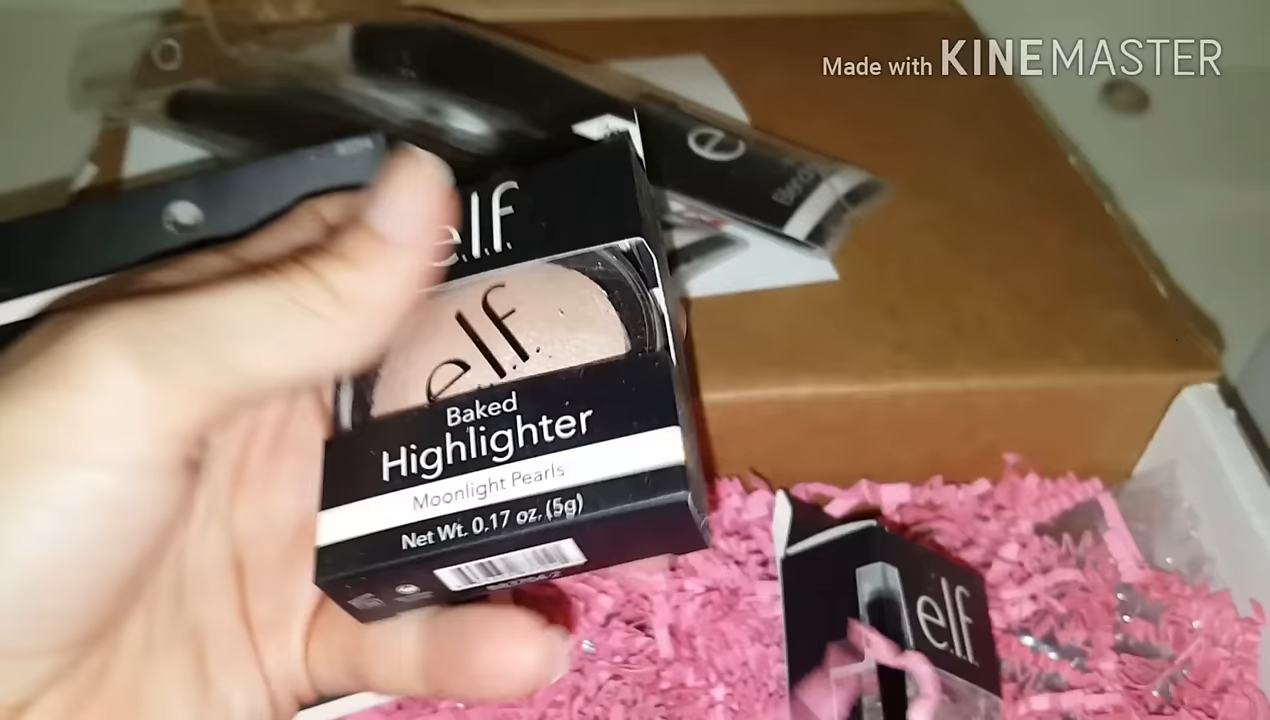 Made with KINEMASTER
e
e.l.f.
e.l.f.
Baked
Highlighter
Moonlight Pearls
Net Wt. 0.17 oz. (5g)
e.l.f.